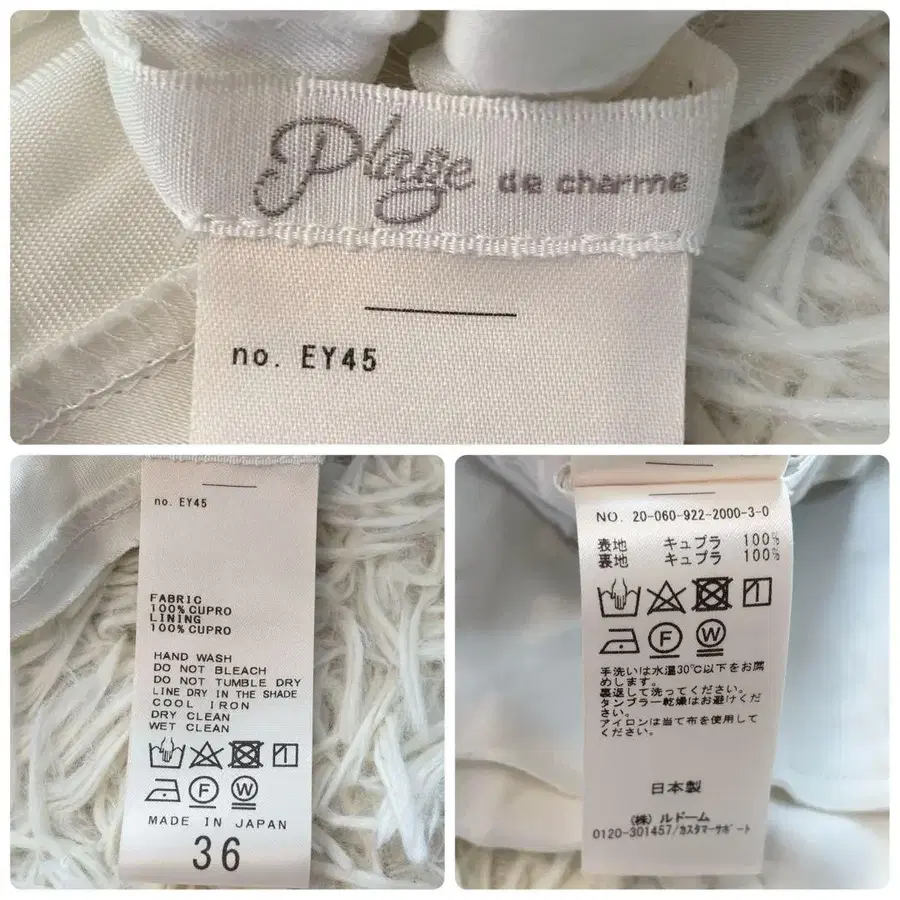 Plage de charme
no. EY45
no. EY45
FABRIC
100% CUPRO
LINING
100% CUPRO
HAND WASH
DO NOT BLEACH
DO NOT TUMBLE DRY
LINE DRY IN THE SHADE
COOL IRON
DRY CLEAN
WET CLEAN
F W
MADE IN JAPAN
36
NO. 20-060-922-2000-3-0
表地 キュプラ 100%
裏地 キュプラ 100%
F W
手洗いは水温30℃以下をお薦
めします。
裏返して洗ってください。
タンブラー乾燥はお避けくださ
さい。
アイロンは当て布を使用して
ください。
日本製
(株) ルドーム
0120-301457/カスタマーサポート